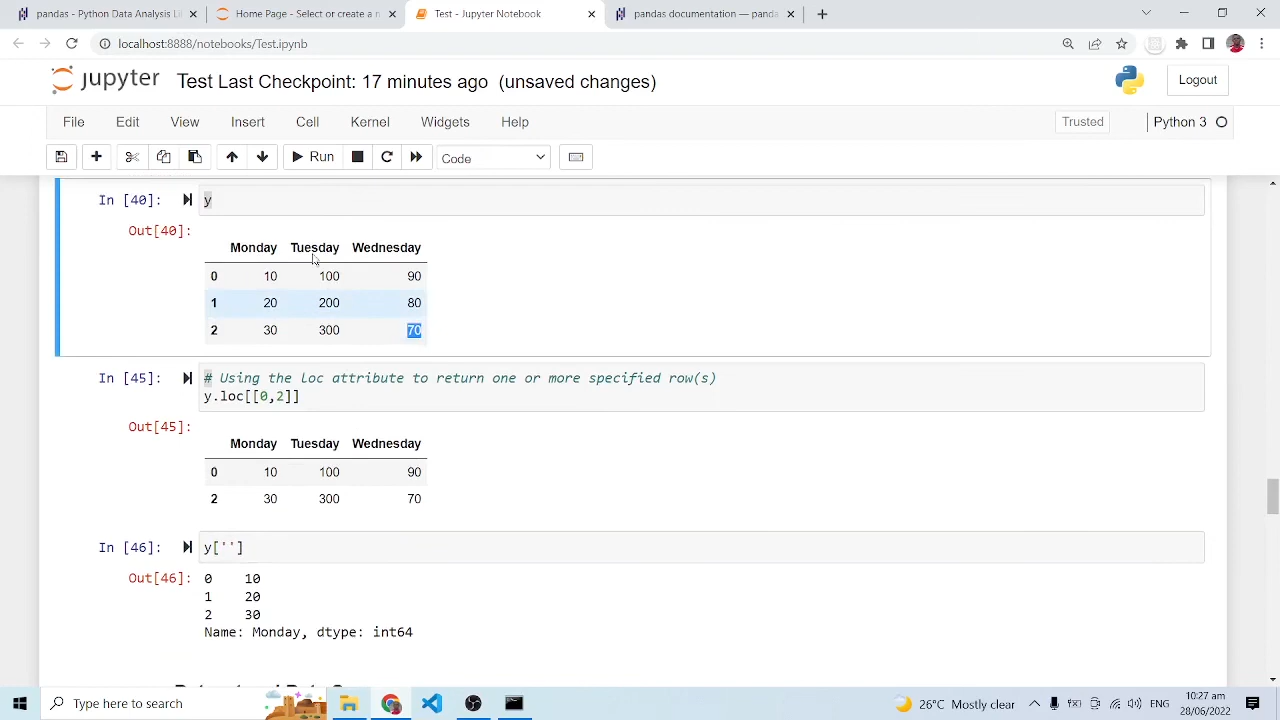 pandas - Python Data Analysis Li
Home Page - Select or create a n
Test - Jupyter Notebook
pandas documentation — panda
localhost:8888/notebooks/Test.ipynb
jupyter Test Last Checkpoint: 17 minutes ago (unsaved changes)
Logout
File Edit View Insert Cell Kernel Widgets Help
Trusted
Python 3
Run
Code
In [40]: y
Out[40]:
Monday Tuesday Wednesday
0 10 100 90
1 20 200 80
2 30 300 70
In [45]: # Using the loc attribute to return one or more specified row(s)
y.loc[[0,2]]
Out[45]:
Monday Tuesday Wednesday
0 10 100 90
2 30 300 70
In [46]: y['']
Out[46]: 0 10
1 20
2 30
Name: Monday, dtype: int64
Type here to search
26°C Mostly clear
ENG
10:27 am
28/06/2022